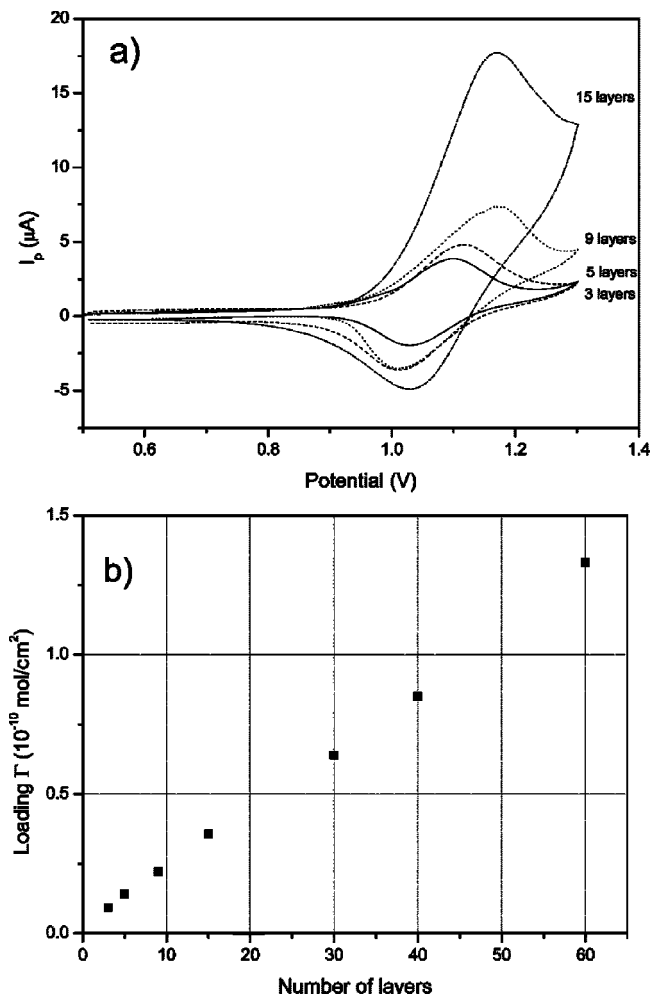 20
15
10
5
0
-5
I_p (µA)
a)
15 layers
9 layers
5 layers
3 layers
0.6
0.8
1.0
1.2
1.4
Potential (V)
1.5
1.0
0.5
0.0
Loading Γ (10⁻¹⁰ mol/cm²)
b)
0
10
20
30
40
50
60
Number of lavers